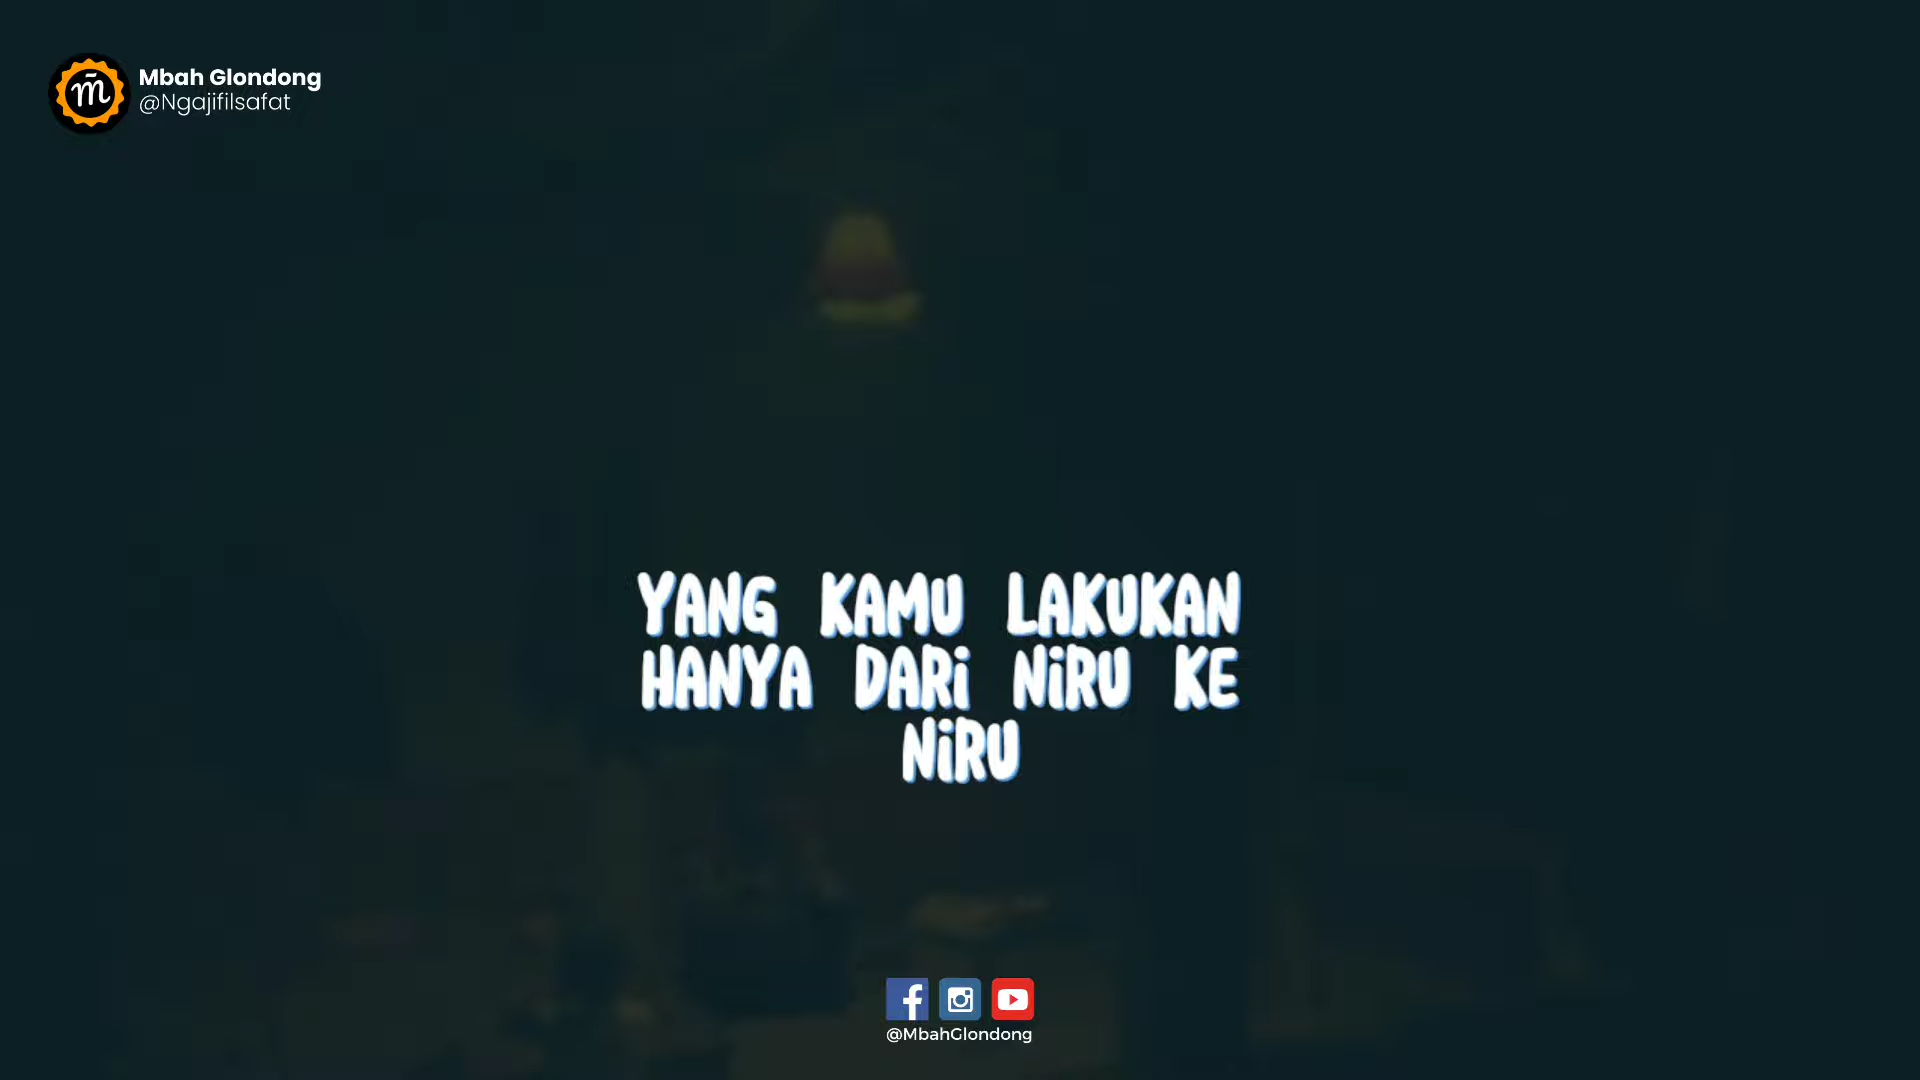 Mbah Glondong
@Ngajifilsafat
YANG KAMU LAKUKAN
HANYA DARi NiRU KE
NiRU
@MbahGlondong